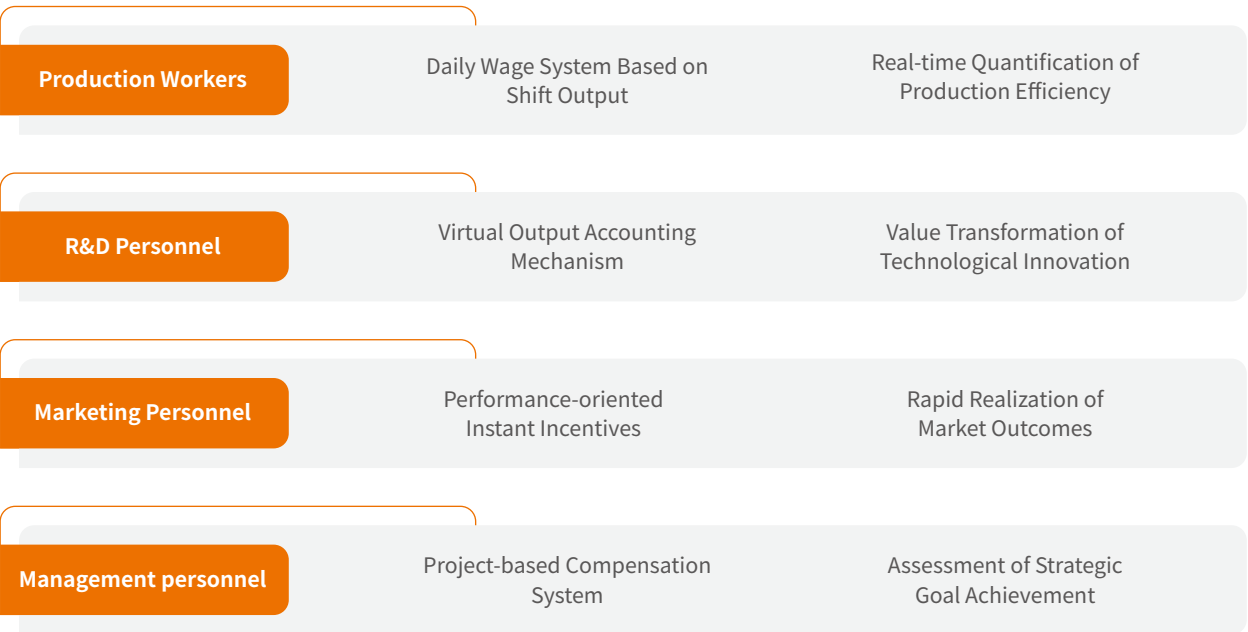 Production Workers
Daily Wage System Based on
Shift Output
Real-time Quantification of
Production Efficiency
R&D Personnel
Virtual Output Accounting
Mechanism
Value Transformation of
Technological Innovation
Marketing Personnel
Performance-oriented
Instant Incentives
Rapid Realization of
Market Outcomes
Management personnel
Project-based Compensation
System
Assessment of Strategic
Goal Achievement